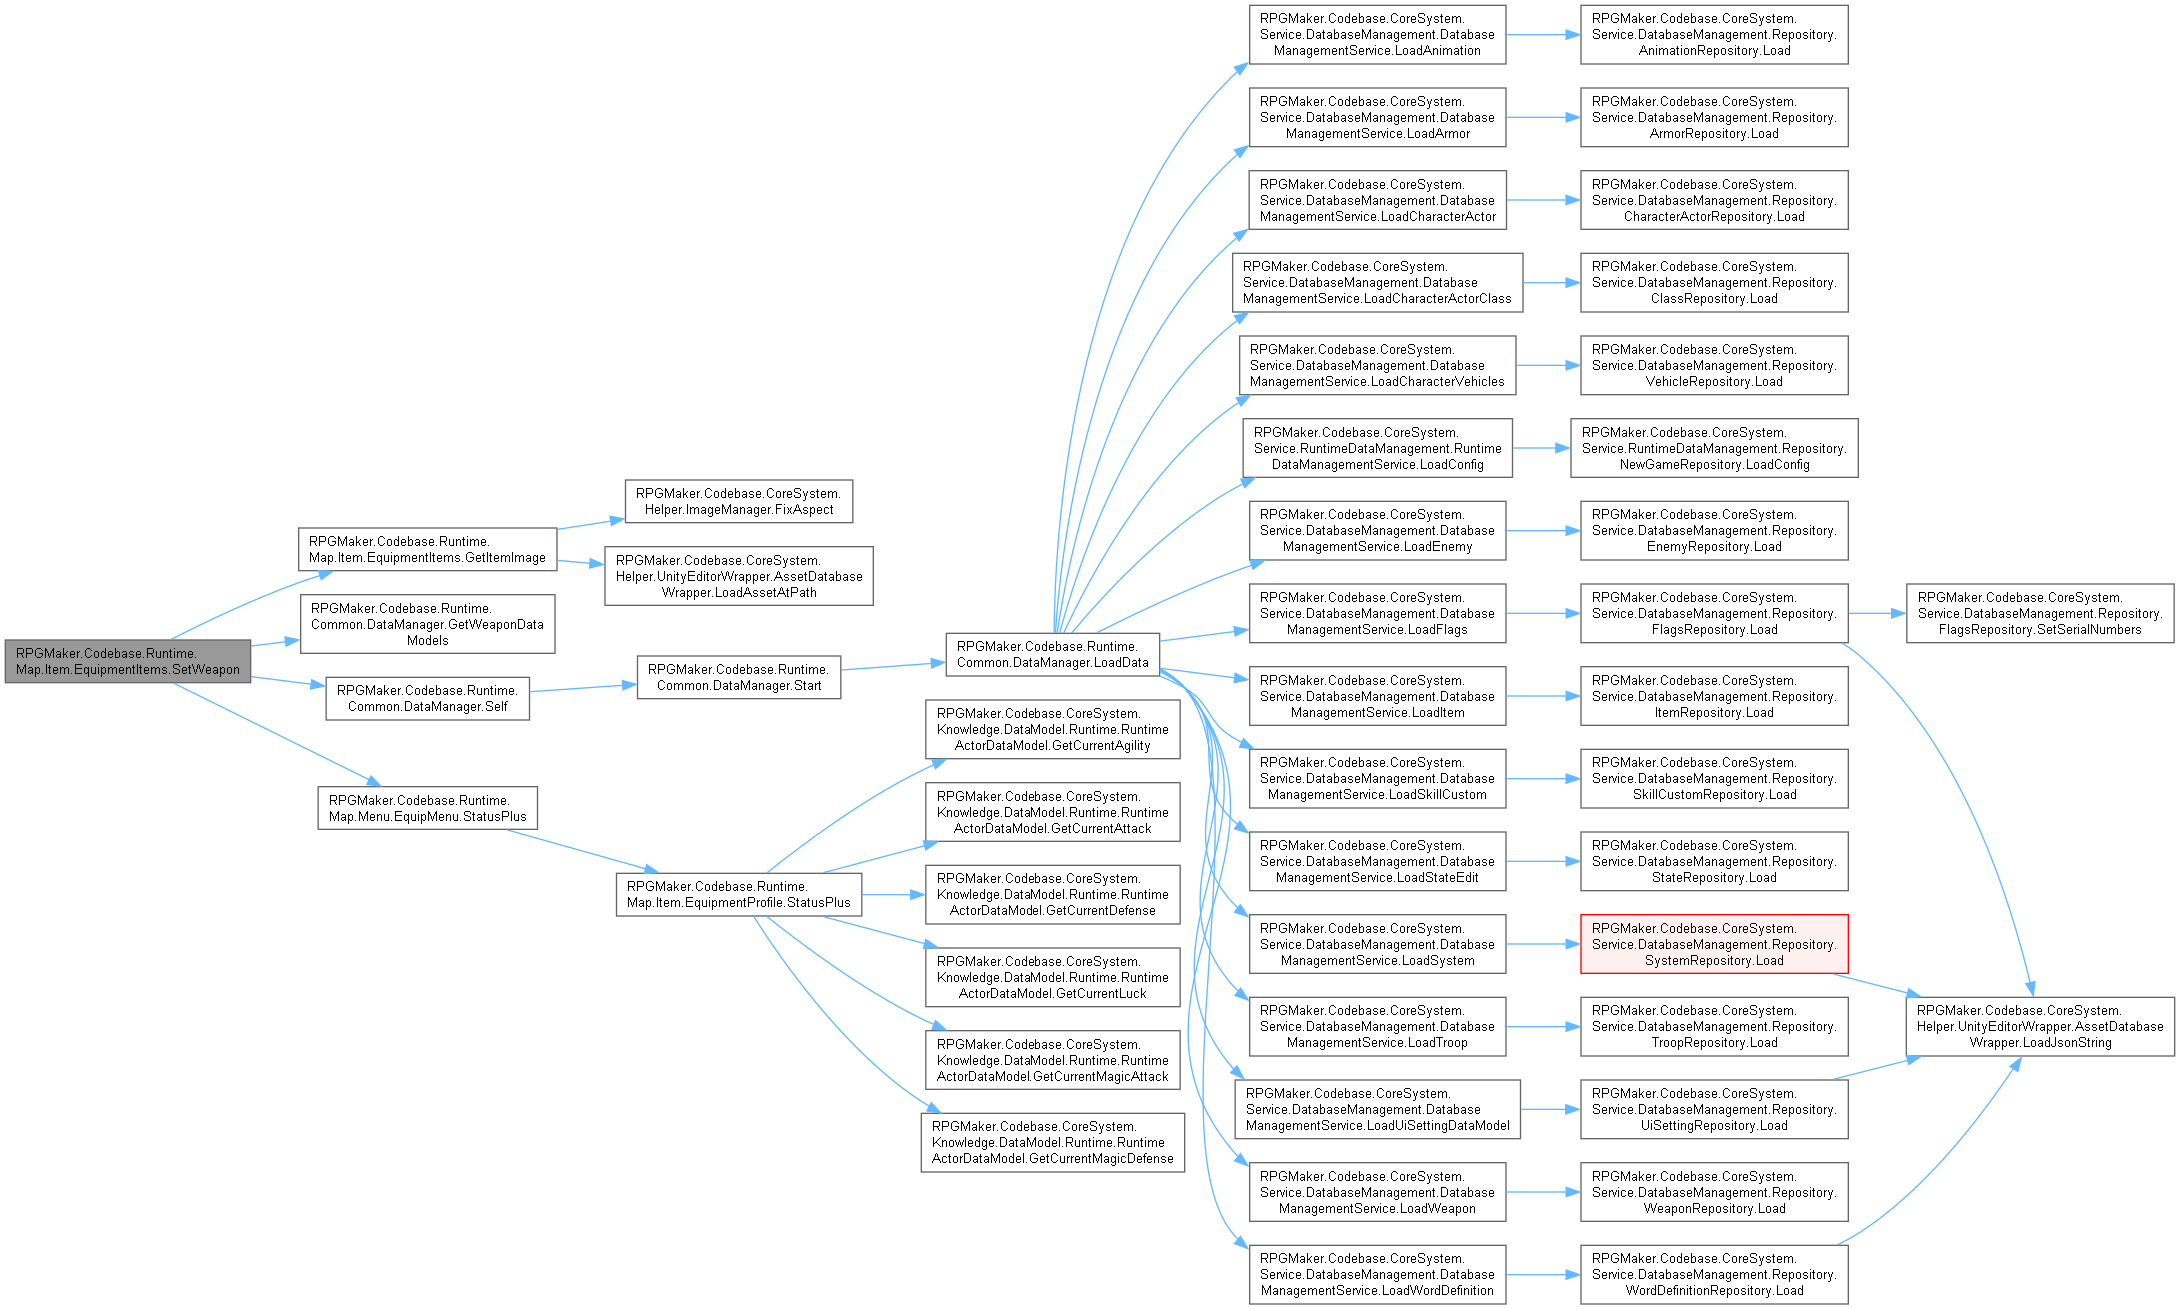 RPGMaker.Codebase.Runtime.
Map.Item.EquipmentItems.SetWeapon
RPGMaker.Codebase.Runtime.
Map.Item.EquipmentItems.GetItemImage
RPGMaker.Codebase.Runtime.
Common.DataManager.GetWeaponData
Models
RPGMaker.Codebase.Runtime.
Common.DataManager.Self
RPGMaker.Codebase.Runtime.
Map.Menu.EquipMenu.StatusPlus
RPGMaker.Codebase.CoreSystem.
Helper.ImageManager.FixAspect
RPGMaker.Codebase.CoreSystem.
Helper.UnityEditorWrapper.AssetDatabase
Wrapper.LoadAssetAtPath
RPGMaker.Codebase.Runtime.
Common.DataManager.Start
RPGMaker.Codebase.Runtime.
Map.Item.EquipmentProfile.StatusPlus
RPGMaker.Codebase.Runtime.
Common.DataManager.LoadData
RPGMaker.Codebase.CoreSystem.
Knowledge.DataModel.Runtime.Runtime
ActorDataModel.GetCurrentAgility
RPGMaker.Codebase.CoreSystem.
Knowledge.DataModel.Runtime.Runtime
ActorDataModel.GetCurrentAttack
RPGMaker.Codebase.CoreSystem.
Knowledge.DataModel.Runtime.Runtime
ActorDataModel.GetCurrentDefense
RPGMaker.Codebase.CoreSystem.
Knowledge.DataModel.Runtime.Runtime
ActorDataModel.GetCurrentLuck
RPGMaker.Codebase.CoreSystem.
Knowledge.DataModel.Runtime.Runtime
ActorDataModel.GetCurrentMagicAttack
RPGMaker.Codebase.CoreSystem.
Knowledge.DataModel.Runtime.Runtime
ActorDataModel.GetCurrentMagicDefense
RPGMaker.Codebase.CoreSystem.
Service.DatabaseManagement.Database
ManagementService.LoadAnimation
RPGMaker.Codebase.CoreSystem.
Service.DatabaseManagement.Database
ManagementService.LoadArmor
RPGMaker.Codebase.CoreSystem.
Service.DatabaseManagement.Database
ManagementService.LoadCharacterActor
RPGMaker.Codebase.CoreSystem.
Service.DatabaseManagement.Database
ManagementService.LoadCharacterActorClass
RPGMaker.Codebase.CoreSystem.
Service.DatabaseManagement.Database
ManagementService.LoadCharacterVehicles
RPGMaker.Codebase.CoreSystem.
Service.RuntimeDataManagement.Runtime
DataManagementService.LoadConfig
RPGMaker.Codebase.CoreSystem.
Service.DatabaseManagement.Database
ManagementService.LoadEnemy
RPGMaker.Codebase.CoreSystem.
Service.DatabaseManagement.Database
ManagementService.LoadFlags
RPGMaker.Codebase.CoreSystem.
Service.DatabaseManagement.Database
ManagementService.LoadItem
RPGMaker.Codebase.CoreSystem.
Service.DatabaseManagement.Database
ManagementService.LoadSkillCustom
RPGMaker.Codebase.CoreSystem.
Service.DatabaseManagement.Database
ManagementService.LoadStateEdit
RPGMaker.Codebase.CoreSystem.
Service.DatabaseManagement.Database
ManagementService.LoadSystem
RPGMaker.Codebase.CoreSystem.
Service.DatabaseManagement.Database
ManagementService.LoadTroop
RPGMaker.Codebase.CoreSystem.
Service.DatabaseManagement.Database
ManagementService.LoadUiSettingDataModel
RPGMaker.Codebase.CoreSystem.
Service.DatabaseManagement.Database
ManagementService.LoadWeapon
RPGMaker.Codebase.CoreSystem.
Service.DatabaseManagement.Database
ManagementService.LoadWordDefinition
RPGMaker.Codebase.CoreSystem.
Service.DatabaseManagement.Repository.
AnimationRepository.Load
RPGMaker.Codebase.CoreSystem.
Service.DatabaseManagement.Repository.
ArmorRepository.Load
RPGMaker.Codebase.CoreSystem.
Service.DatabaseManagement.Repository.
CharacterActorRepository.Load
RPGMaker.Codebase.CoreSystem.
Service.DatabaseManagement.Repository.
ClassRepository.Load
RPGMaker.Codebase.CoreSystem.
Service.DatabaseManagement.Repository.
VehicleRepository.Load
RPGMaker.Codebase.CoreSystem.
Service.RuntimeDataManagement.Repository.
NewGameRepository.LoadConfig
RPGMaker.Codebase.CoreSystem.
Service.DatabaseManagement.Repository.
EnemyRepository.Load
RPGMaker.Codebase.CoreSystem.
Service.DatabaseManagement.Repository.
FlagsRepository.Load
RPGMaker.Codebase.CoreSystem.
Service.DatabaseManagement.Repository.
ItemRepository.Load
RPGMaker.Codebase.CoreSystem.
Service.DatabaseManagement.Repository.
SkillCustomRepository.Load
RPGMaker.Codebase.CoreSystem.
Service.DatabaseManagement.Repository.
StateRepository.Load
RPGMaker.Codebase.CoreSystem.
Service.DatabaseManagement.Repository.
SystemRepository.Load
RPGMaker.Codebase.CoreSystem.
Service.DatabaseManagement.Repository.
TroopRepository.Load
RPGMaker.Codebase.CoreSystem.
Service.DatabaseManagement.Repository.
UiSettingRepository.Load
RPGMaker.Codebase.CoreSystem.
Service.DatabaseManagement.Repository.
WeaponRepository.Load
RPGMaker.Codebase.CoreSystem.
Service.DatabaseManagement.Repository.
WordDefinitionRepository.Load
RPGMaker.Codebase.CoreSystem.
Service.DatabaseManagement.Repository.
FlagsRepository.SetSerialNumbers
RPGMaker.Codebase.CoreSystem.
Helper.UnityEditorWrapper.AssetDatabase
Wrapper.LoadJsonString